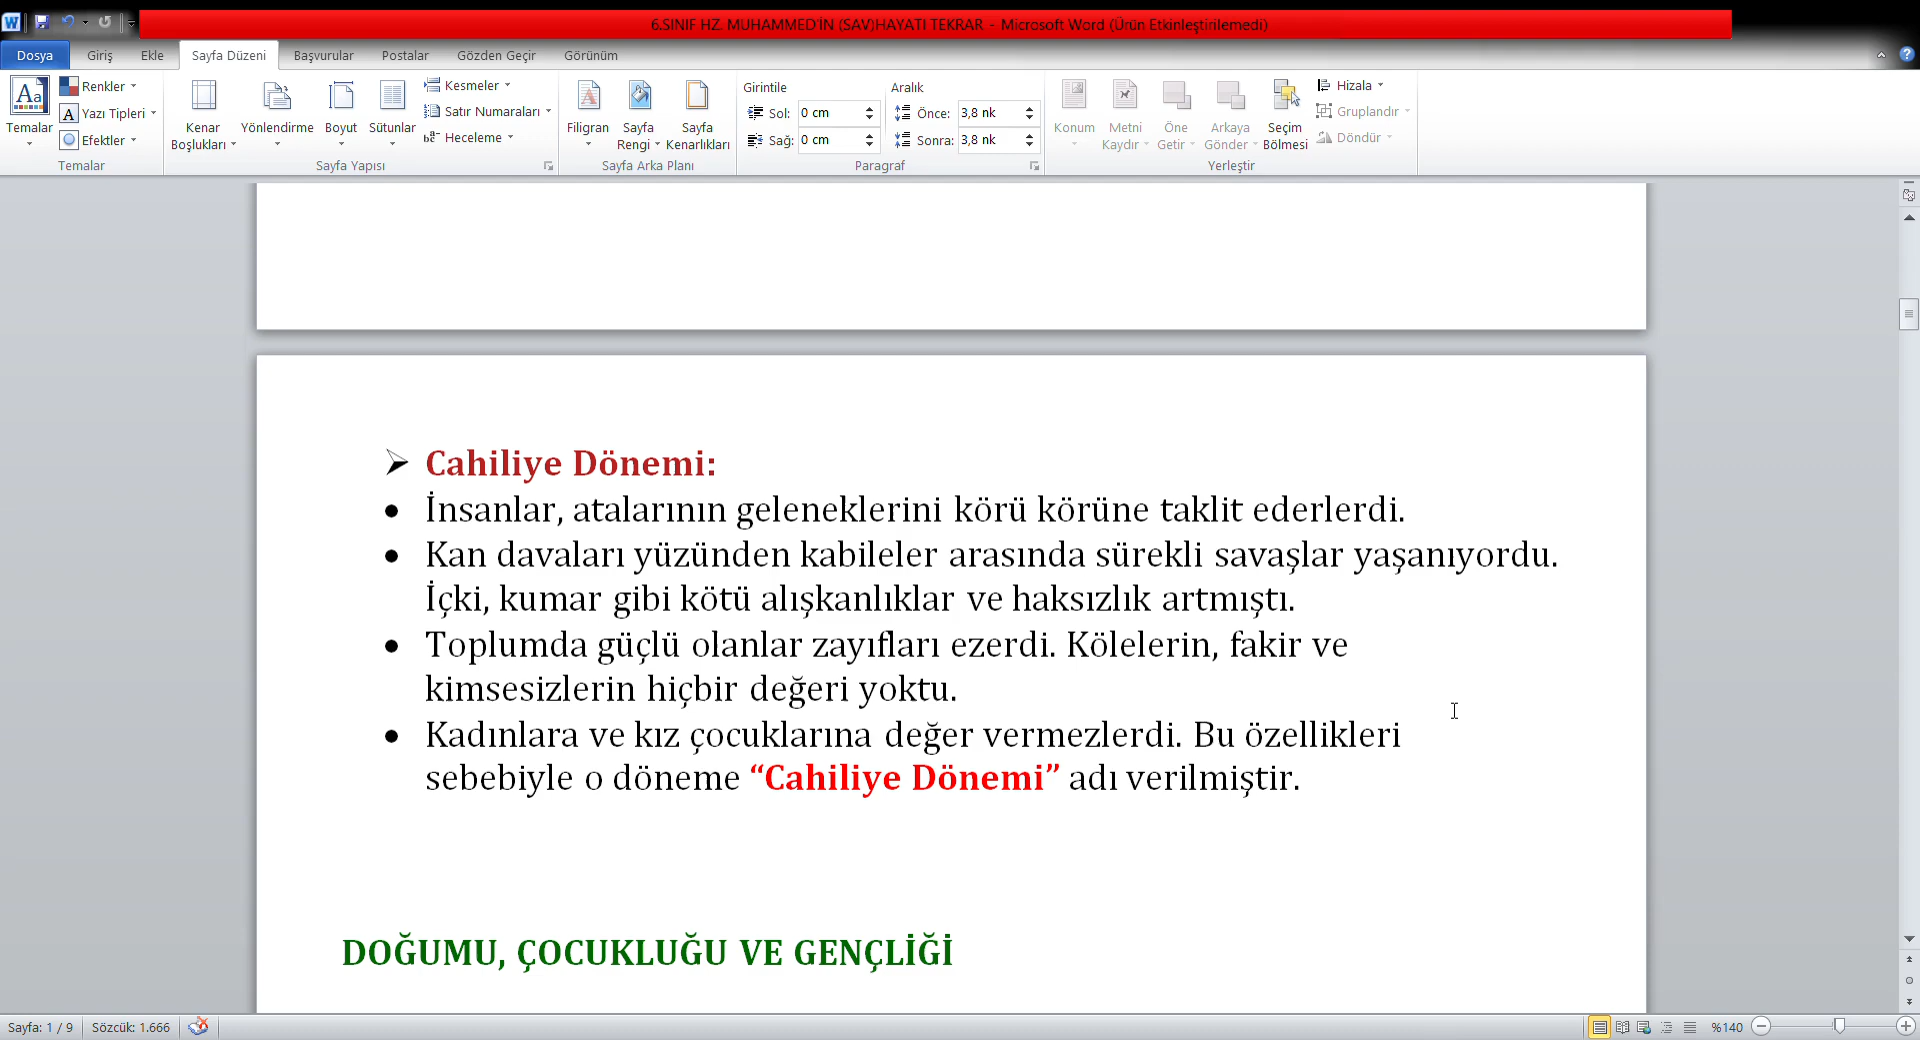 6.SINIF HZ. MUHAMMED'İN (SAV)HAYATI TEKRAR - Microsoft Word (Ürün Etkinleştirilemedi)
Dosya Giriş Ekle Sayfa Düzeni Başvurular Postalar Gözden Geçir Görünüm
Temalar
Renkler
Yazı Tipleri
Efektler
Temalar
Kenar Boşlukları
Yönlendirme
Boyut
Sütunlar
Kesmeler
Satır Numaraları
Heceleme
Sayfa Yapısı
Filigran
Sayfa Rengi
Sayfa Kenarlıkları
Sayfa Arka Planı
Girintile
Sol: 0 cm
Sağ: 0 cm
Aralık
Önce: 3,8 nk
Sonra: 3,8 nk
Paragraf
Konum
Metni Kaydır
Öne Getir
Arkaya Gönder
Seçim Bölmesi
Hizala
Gruplandır
Döndür
Yerleştir
Cahiliye Dönemi:
İnsanlar, atalarının geleneklerini körü körüne taklit ederlerdi.
Kan davaları yüzünden kabileler arasında sürekli savaşlar yaşanıyordu.
İçki, kumar gibi kötü alışkanlıklar ve haksızlık artmıştı.
Toplumda güçlü olanlar zayıfları ezerdi. Kölelerin, fakir ve
kimsesizlerin hiçbir değeri yoktu.
Kadınlara ve kız çocuklarına değer vermezlerdi. Bu özellikleri
sebebiyle o döneme “Cahiliye Dönemi” adı verilmiştir.
DOĞUMU, ÇOCUKLUĞU VE GENÇLİĞİ
Sayfa: 1 / 9 Sözcük: 1.666 %140